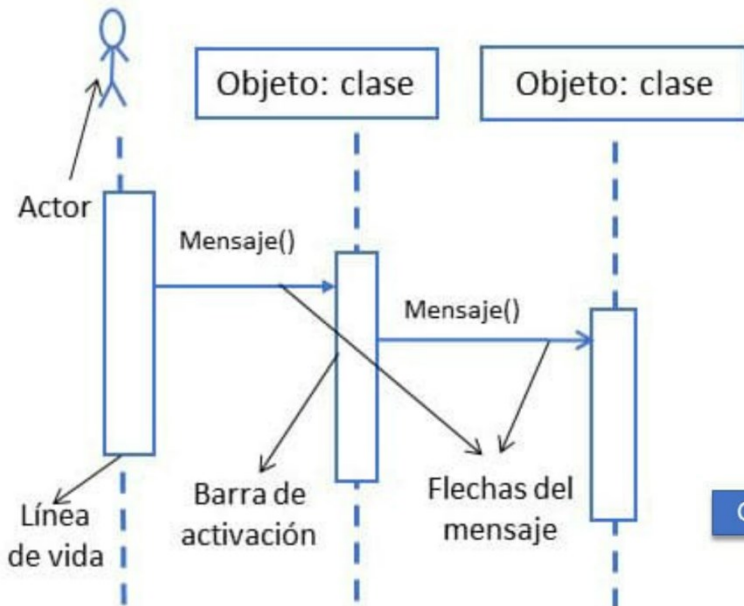 Objeto: clase
Objeto: clase
Actor
Mensaje()
Mensaje()
Línea
de vida
Barra de
activación
Flechas del
mensaje